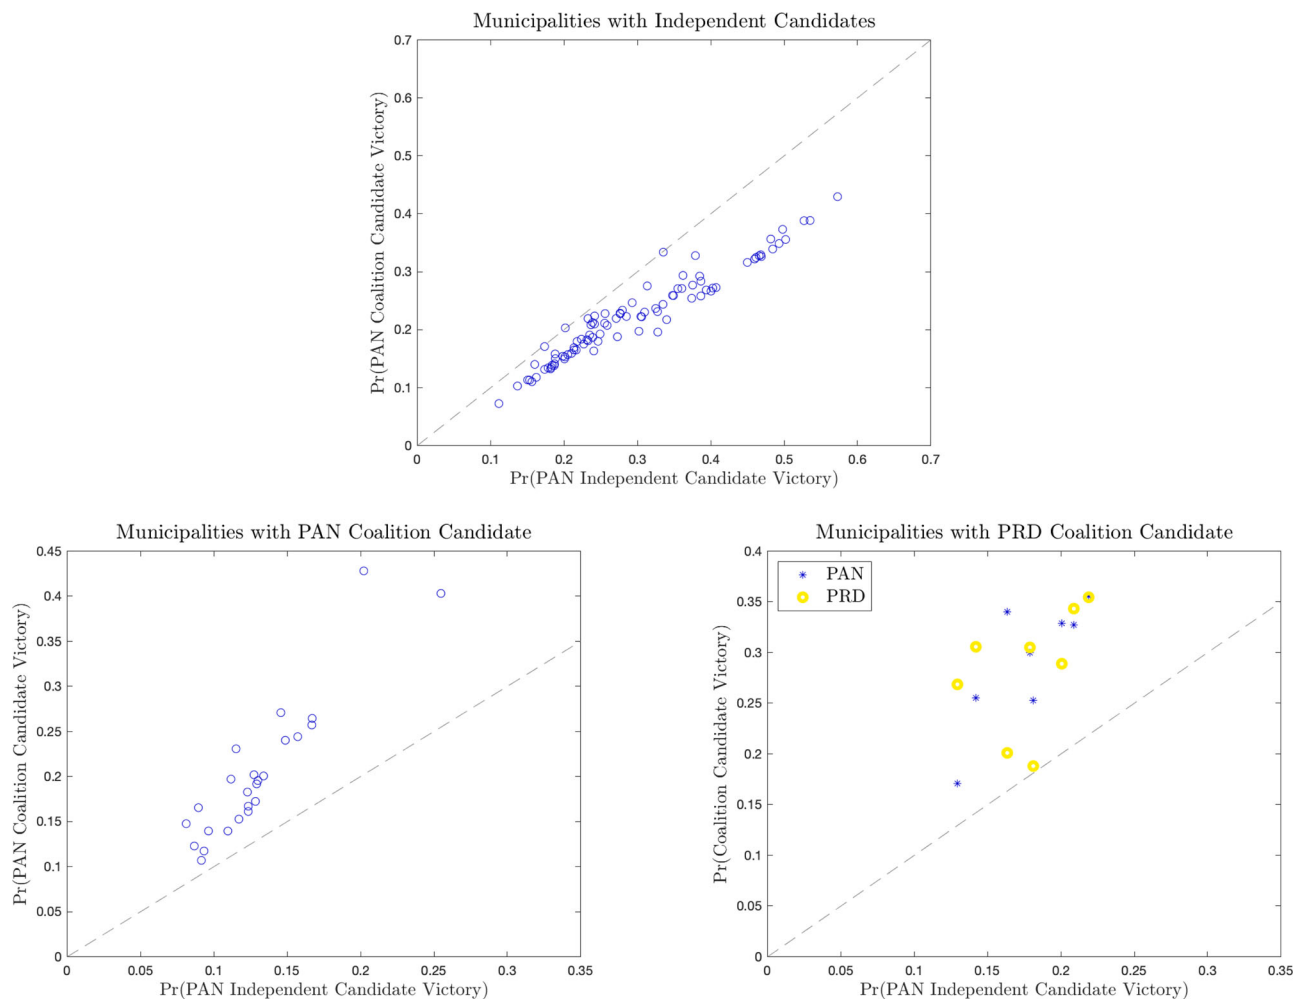 Municipalities with Independent Candidates
0.7
0.6
0.5
0.4
0.3
0.2
0.1
0
Pr(PAN Coalition Candidate Victory)
0 0.1 0.2 0.3 0.4 0.5 0.6 0.7
Pr(PAN Independent Candidate Victory)
Municipalities with PAN Coalition Candidate
0.45
0.4
0.35
0.3
0.25
0.2
0.15
0.1
0.05
0
Pr(PAN Coalition Candidate Victory)
0 0.05 0.1 0.15 0.2 0.25 0.3 0.35
Pr(PAN Independent Candidate Victory)
Municipalities with PRD Coalition Candidate
PAN
PRD
0.4
0.35
0.3
0.25
0.2
0.15
0.1
0.05
0
Pr(Coalition Candidate Victory)
0 0.05 0.1 0.15 0.2 0.25 0.3 0.35
Pr(PAN Independent Candidate Victory)